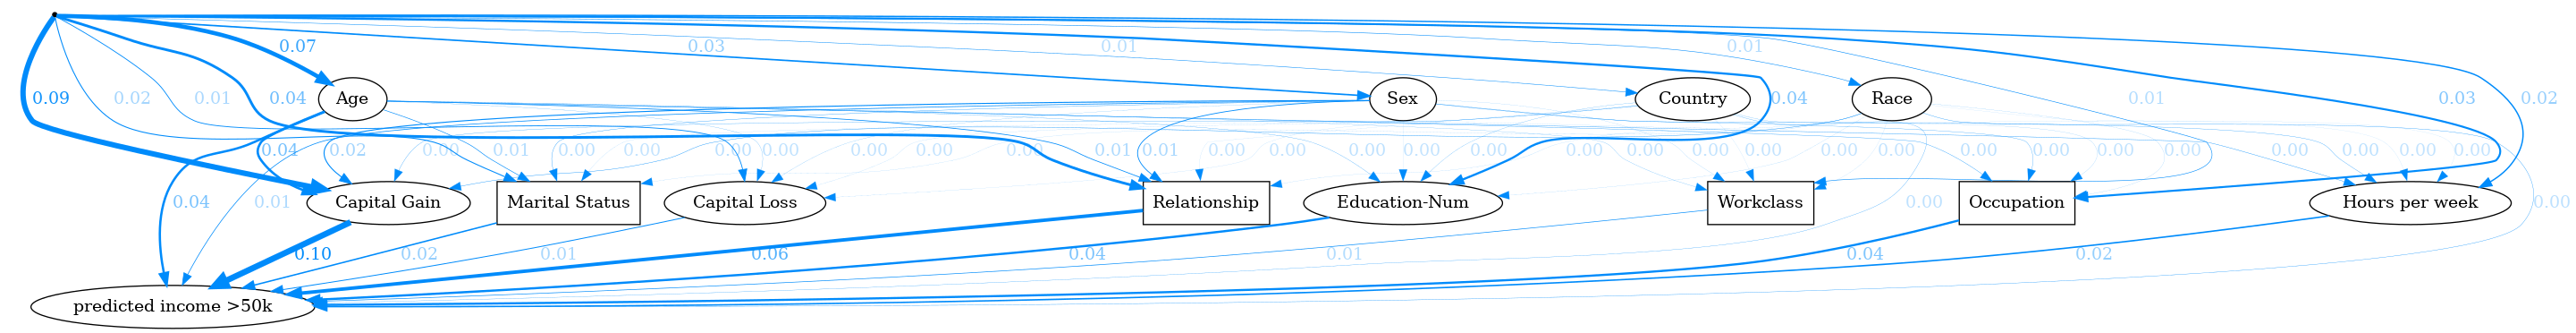 0.07 0.03 0.01 0.01
0.09 0.02 0.01 0.04 Age Sex Country 0.04 Race 0.01 0.03 0.02
0.04 0.02 0.00 0.01 0.00 0.00 0.00 0.00 0.00 0.00 0.00 0.01 0.01 0.00 0.00 0.00 0.00 0.00 0.00 0.00 0.00 0.00 0.00 0.00 0.00 0.00 0.00 0.00 0.00 0.00
0.04 0.01 Capital Gain Marital Status Capital Loss Relationship Education-Num Workclass 0.00 Occupation Hours per week 0.00
0.10 0.02 0.01 0.06 0.04 0.01 0.04 0.02
predicted income >50k